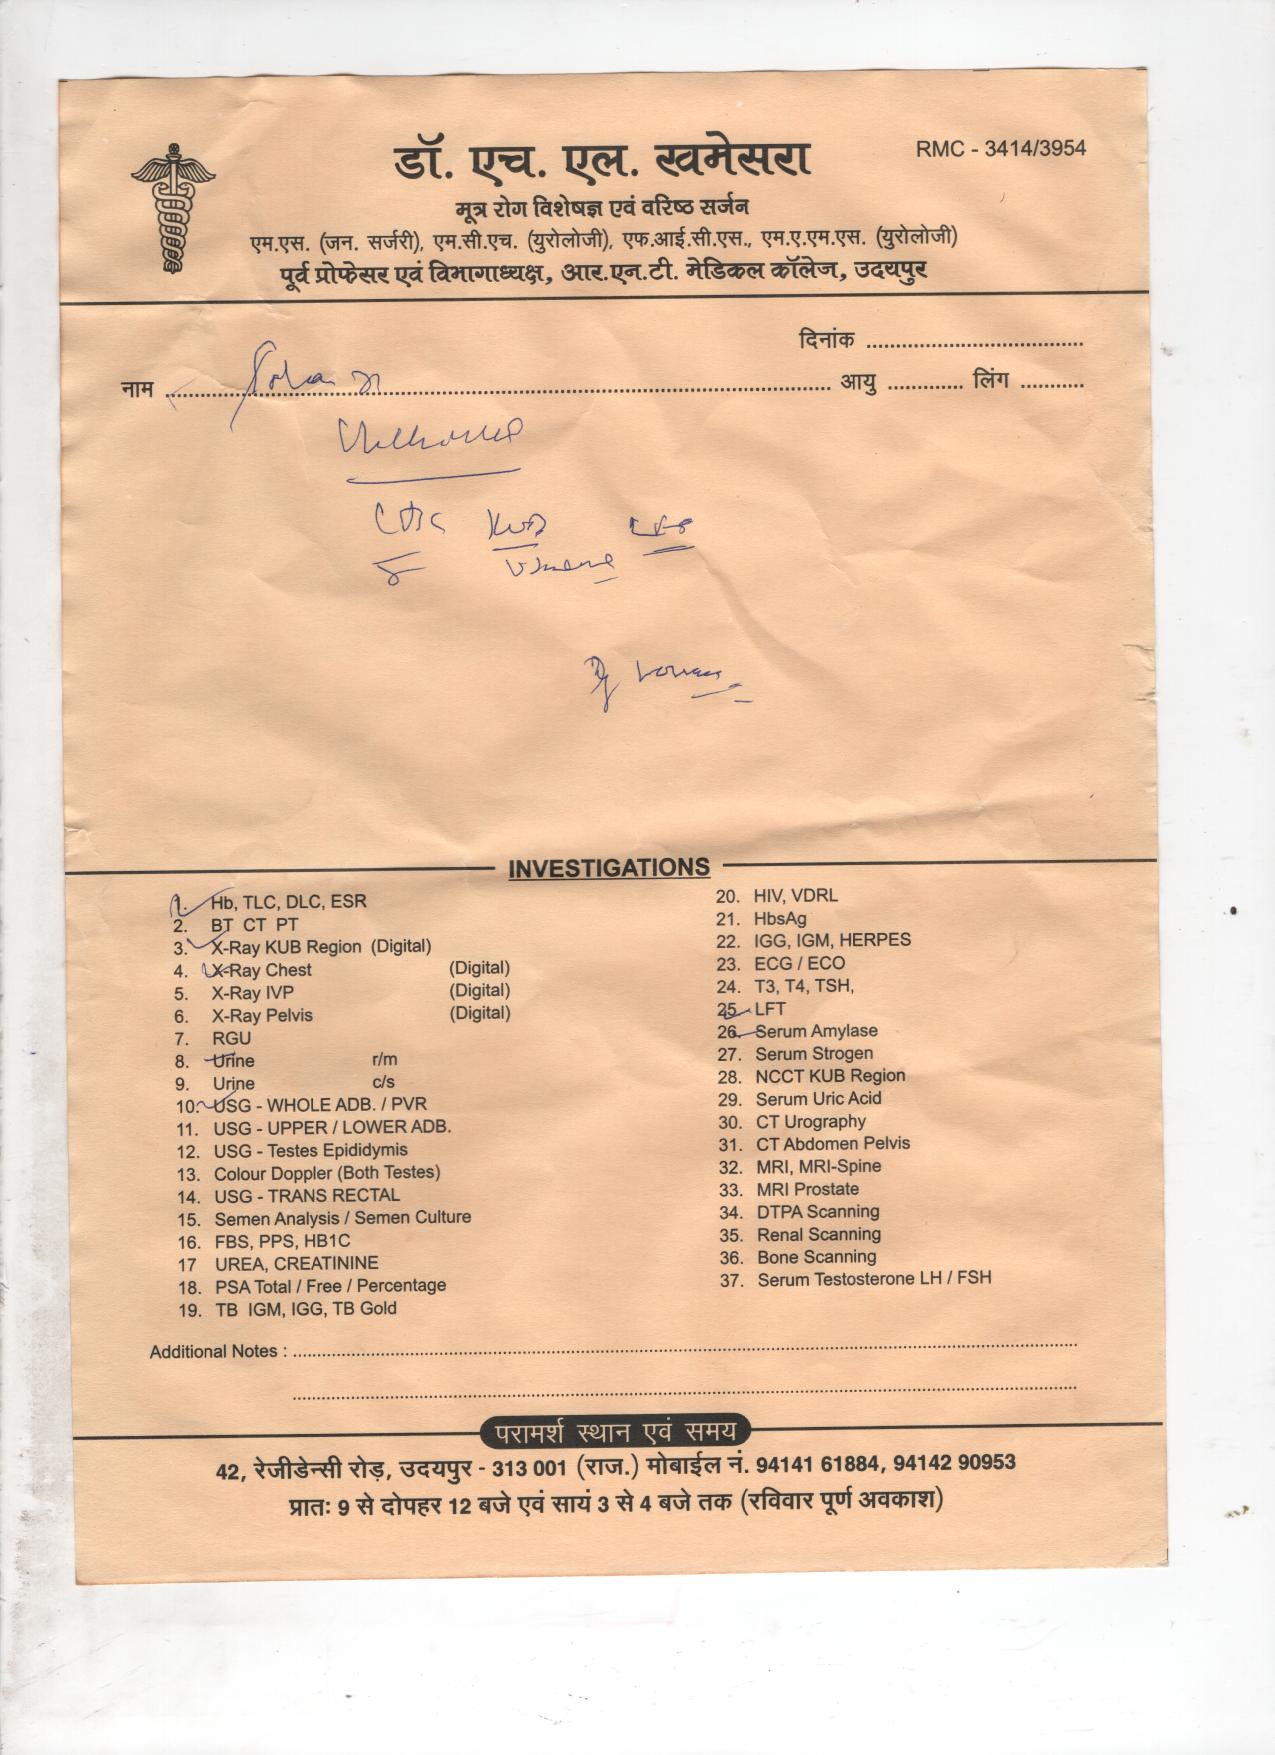 डॉ. एच. एल. खमेसरा
RMC - 3414/3954
मूत्र रोग विशेषज्ञ एवं वरिष्ठ सर्जन
एम.एस. (जन. सर्जरी), एम.सी.एच. (युरोलोजी), एफ.आई.सी.एस., एम.ए.एम.एस. (युरोलोजी)
पूर्व प्रोफेसर एवं विभागाध्यक्ष, आर.एन.टी. मेडिकल कॉलेज, उदयपुर
दिनांक
नाम आयु लिंग
KUB
INVESTIGATIONS
1. Hb, TLC, DLC, ESR
2. BT CT PT
3. X-Ray KUB Region (Digital)
4. X-Ray Chest (Digital)
5. X-Ray IVP (Digital)
6. X-Ray Pelvis (Digital)
7. RGU
8. Urine r/m
9. Urine c/s
10. USG - WHOLE ADB. / PVR
11. USG - UPPER / LOWER ADB.
12. USG - Testes Epididymis
13. Colour Doppler (Both Testes)
14. USG - TRANS RECTAL
15. Semen Analysis / Semen Culture
16. FBS, PPS, HB1C
17 UREA, CREATININE
18. PSA Total / Free / Percentage
19. TB IGM, IGG, TB Gold
20. HIV, VDRL
21. HbsAg
22. IGG, IGM, HERPES
23. ECG / ECO
24. T3, T4, TSH,
25. LFT
26. Serum Amylase
27. Serum Strogen
28. NCCT KUB Region
29. Serum Uric Acid
30. CT Urography
31. CT Abdomen Pelvis
32. MRI, MRI-Spine
33. MRI Prostate
34. DTPA Scanning
35. Renal Scanning
36. Bone Scanning
37. Serum Testosterone LH / FSH
Additional Notes :
परामर्श स्थान एवं समय
42, रेजीडेन्सी रोड़, उदयपुर - 313 001 (राज.) मोबाईल नं. 94141 61884, 94142 90953
प्रातः 9 से दोपहर 12 बजे एवं सायं 3 से 4 बजे तक (रविवार पूर्ण अवकाश)